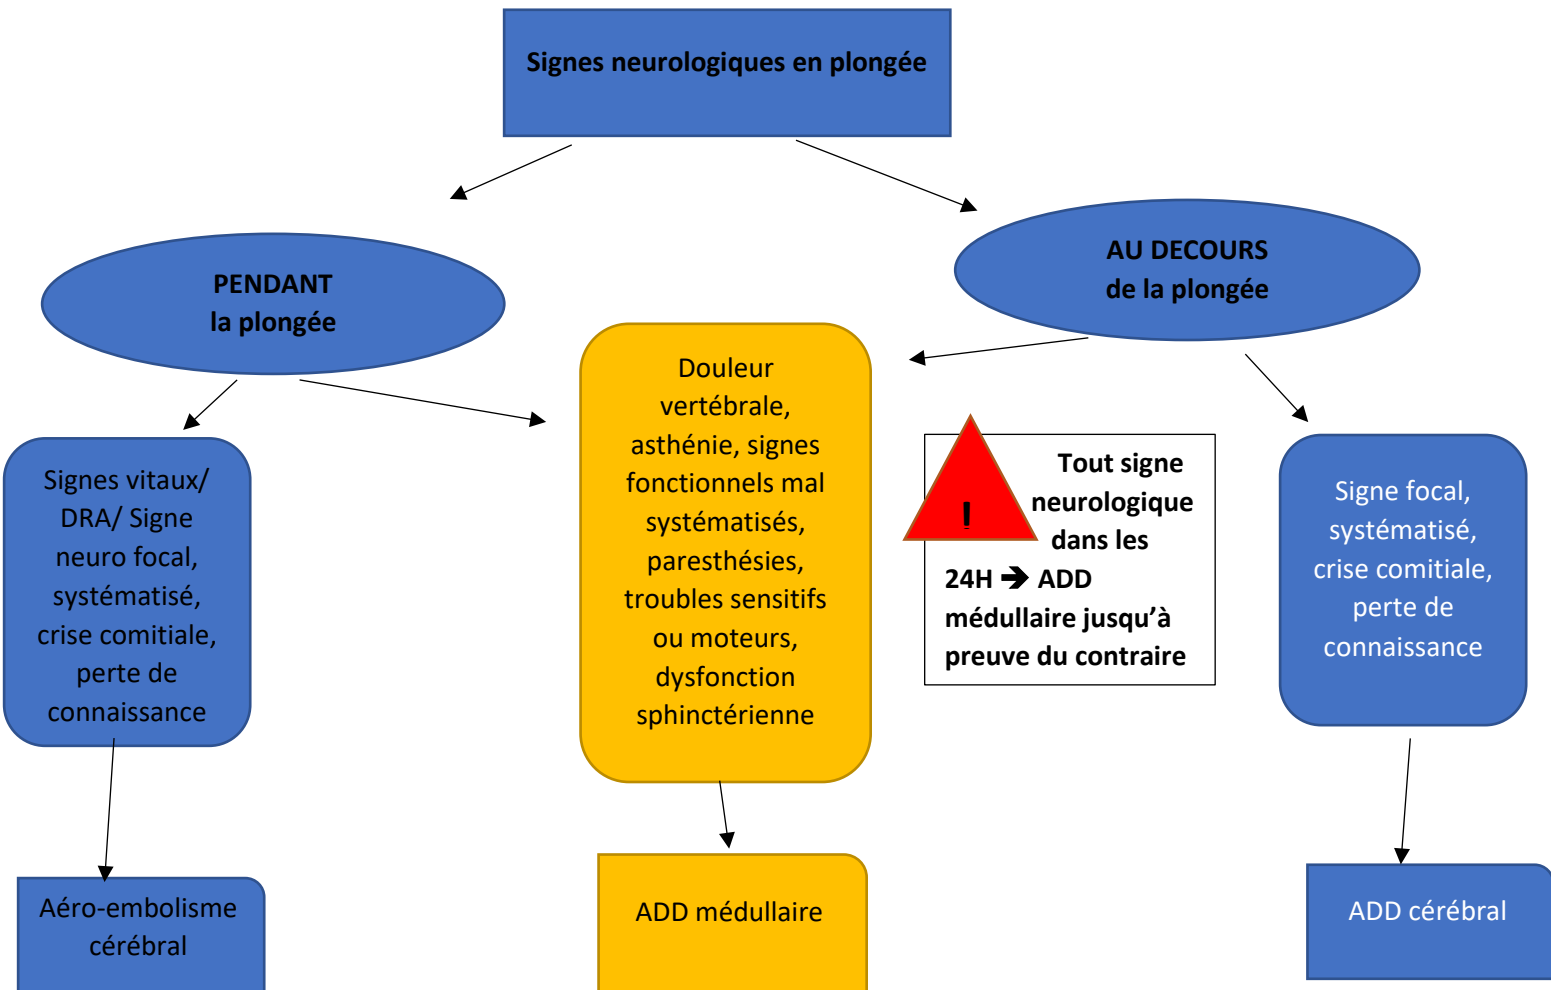 Signes neurologiques en plongée
PENDANT
la plongée
AU DECOURS
de la plongée
Signes vitaux/
DRA/ Signe
neuro focal,
systématisé,
crise comitiale,
perte de
connaissance
Douleur
vertébrale,
asthénie, signes
fonctionnels mal
systématisés,
paresthésies,
troubles sensitifs
ou moteurs,
dysfonction
sphinctérienne
!
Tout signe
neurologique
dans les
24H ➔ ADD
médullaire jusqu’à
preuve du contraire
Signe focal,
systématisé,
crise comitiale,
perte de
connaissance
Aéro-embolisme
cérébral
ADD médullaire
ADD cérébral